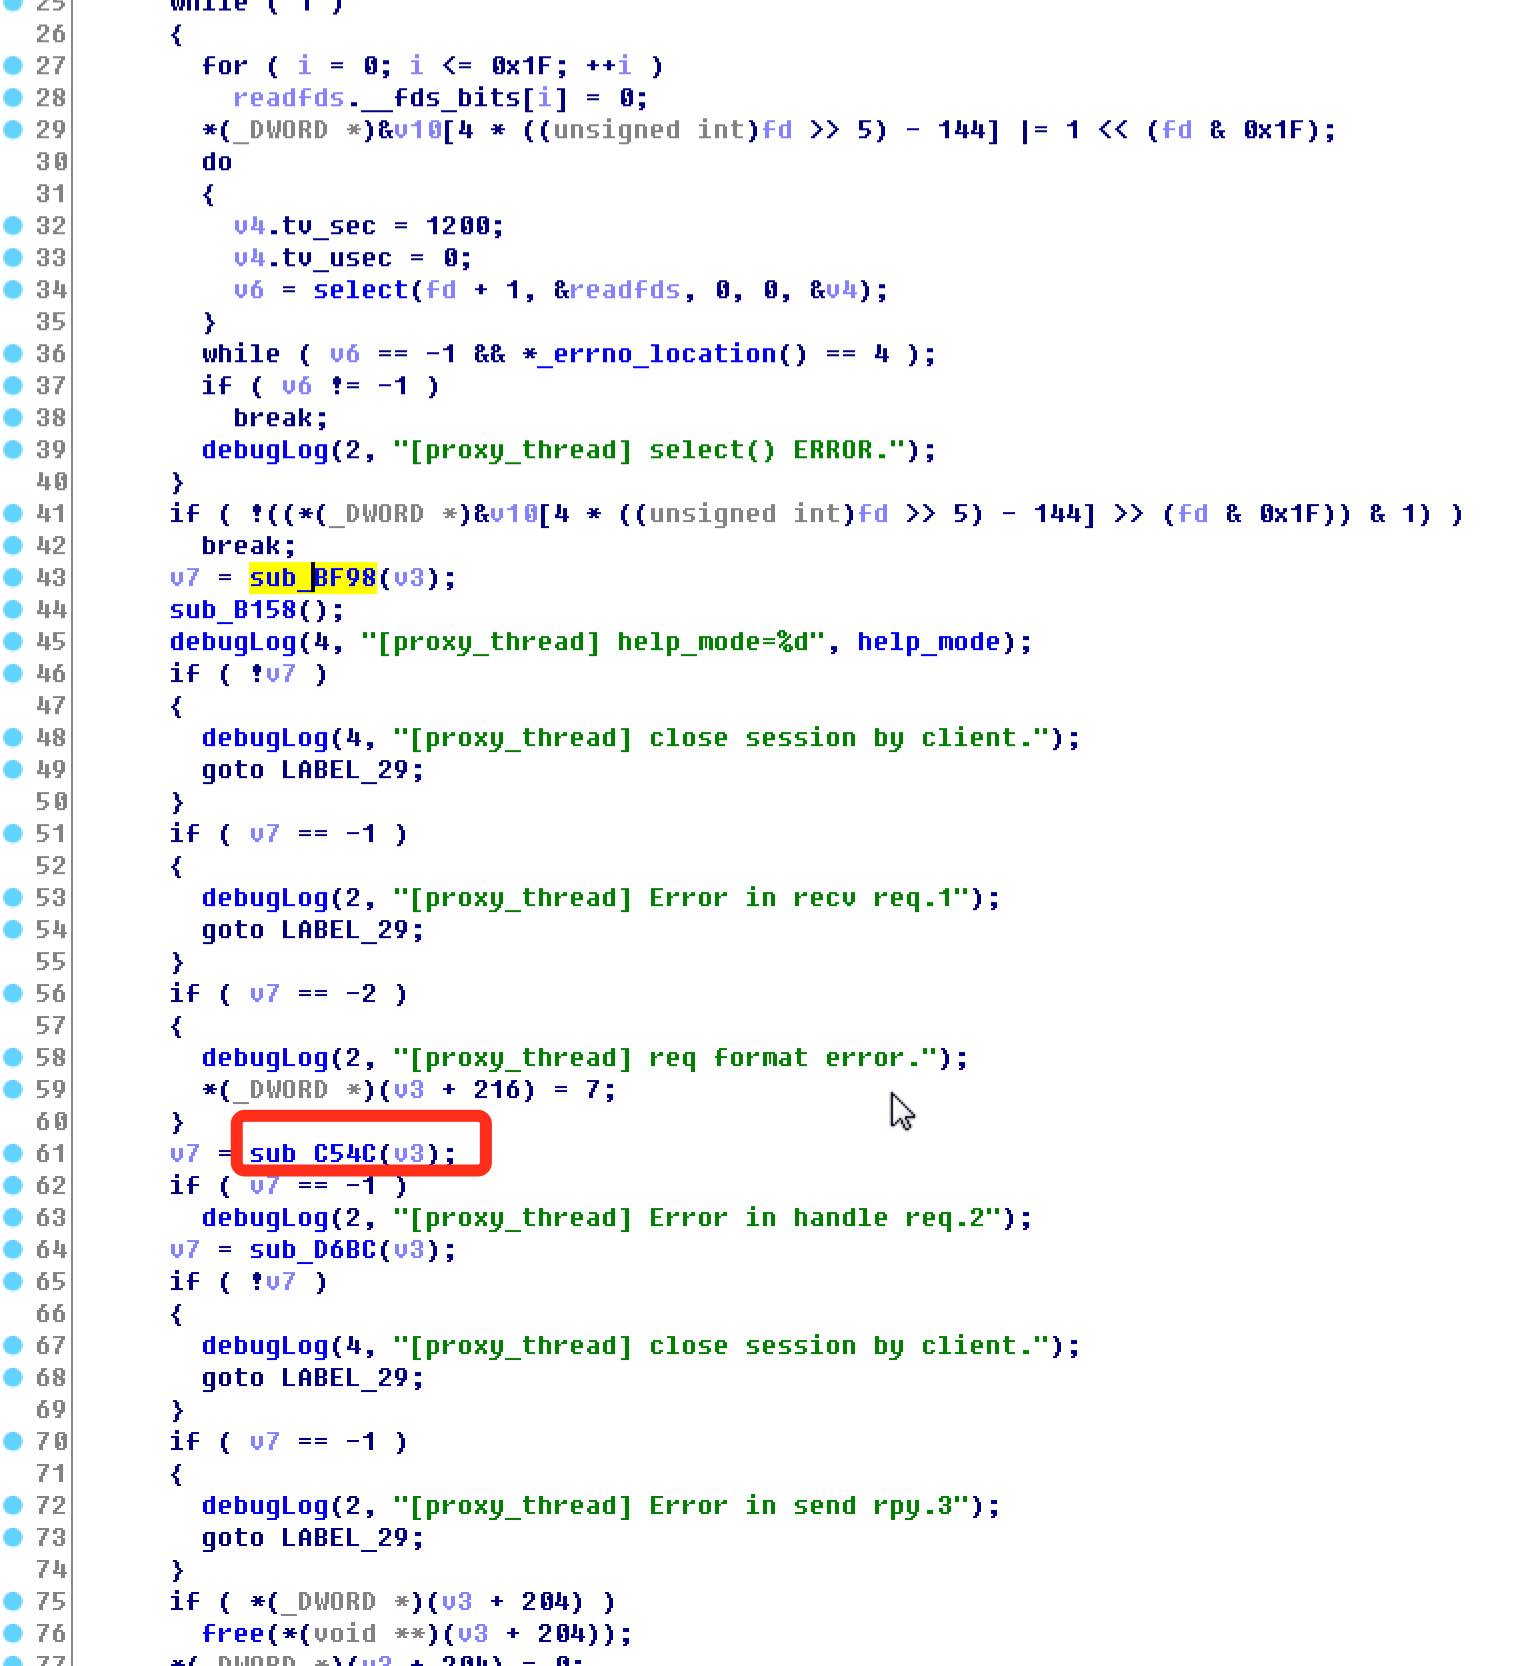 25 while ( 1 )
26 {
27 for ( i = 0; i <= 0x1F; ++i )
28 readfds.__fds_bits[i] = 0;
29 *(_DWORD *)&v10[4 * ((unsigned int)fd >> 5) - 144] |= 1 << (fd & 0x1F);
30 do
31 {
32 v4.tv_sec = 1200;
33 v4.tv_usec = 0;
34 v6 = select(fd + 1, &readfds, 0, 0, &v4);
35 }
36 while ( v6 == -1 && *_errno_location() == 4 );
37 if ( v6 != -1 )
38 break;
39 debugLog(2, "[proxy_thread] select() ERROR.");
40 }
41 if ( !((*(_DWORD *)&v10[4 * ((unsigned int)fd >> 5) - 144] >> (fd & 0x1F)) & 1) )
42 break;
43 v7 = sub_BF98(v3);
44 sub_B158();
45 debugLog(4, "[proxy_thread] help_mode=%d", help_mode);
46 if ( !v7 )
47 {
48 debugLog(4, "[proxy_thread] close session by client.");
49 goto LABEL_29;
50 }
51 if ( v7 == -1 )
52 {
53 debugLog(2, "[proxy_thread] Error in recv req.1");
54 goto LABEL_29;
55 }
56 if ( v7 == -2 )
57 {
58 debugLog(2, "[proxy_thread] req format error.");
59 *(_DWORD *)(v3 + 216) = 7;
60 }
61 v7 = sub_C54C(v3);
62 if ( v7 == -1 )
63 debugLog(2, "[proxy_thread] Error in handle req.2");
64 v7 = sub_D6BC(v3);
65 if ( !v7 )
66 {
67 debugLog(4, "[proxy_thread] close session by client.");
68 goto LABEL_29;
69 }
70 if ( v7 == -1 )
71 {
72 debugLog(2, "[proxy_thread] Error in send rpy.3");
73 goto LABEL_29;
74 }
75 if ( *(_DWORD *)(v3 + 204) )
76 free(*(void **)(v3 + 204));
77 *(_DWORD *)(v3 + 204) = 0;